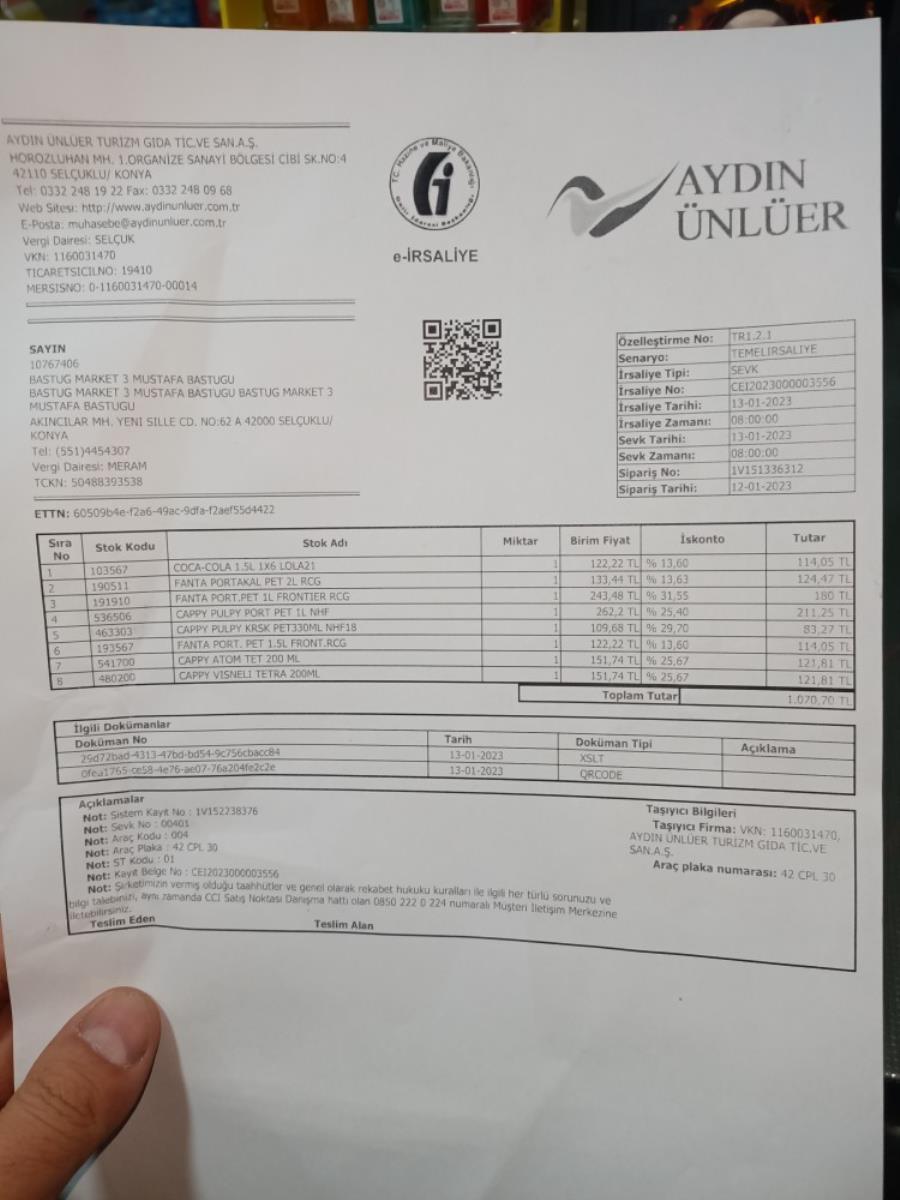 AYDIN ÜNLÜER TURİZM GIDA TİC.VE SAN.A.Ş.
HOROZLUHAN MH. 1.ORGANİZE SANAYİ BÖLGESİ CİBİ SK.NO:4
42110 SELÇUKLU/ KONYA
Tel: 0332 248 19 22 Fax: 0332 248 09 68
Web Sitesi: http://www.aydinunluer.com.tr
E-Posta: muhasebe@aydinunluer.com.tr
Vergi Dairesi: SELÇUK
VKN: 1160031470
TICARETSICILNO: 19410
MERSISNO: 0-1160031470-00014
T.C. Hazine ve Maliye Bakanlığı
Gelir İdaresi Başkanlığı
e-İRSALİYE
AYDIN
ÜNLÜER
SAYIN
10767406
BASTUG MARKET 3 MUSTAFA BASTUGU
BASTUG MARKET 3 MUSTAFA BASTUGU BASTUG MARKET 3
MUSTAFA BASTUGU
AKINCILAR MH. YENI SILLE CD. NO:62 A 42000 SELÇUKLU/
KONYA
Tel: (551)4454307
Vergi Dairesi: MERAM
TCKN: 50488393538
Özelleştirme No: TR1.2.1
Senaryo: TEMELIRSALIYE
İrsaliye Tipi: SEVK
İrsaliye No: CEI2023000003556
İrsaliye Tarihi: 13-01-2023
İrsaliye Zamanı: 08:00:00
Sevk Tarihi: 13-01-2023
Sevk Zamanı: 08:00:00
Sipariş No: 1V151336312
Sipariş Tarihi: 12-01-2023
ETTN: 60509b4e-f2a6-49ac-9dfa-f2aef55d4422
Sıra No Stok Kodu Stok Adı Miktar Birim Fiyat İskonto Tutar
1 103567 COCA-COLA 1.5L 1X6 LOLA21 1 122,22 TL % 13,60 114,05 TL
2 190511 FANTA PORTAKAL PET 2L RCG 1 133,44 TL % 13,63 124,47 TL
3 191910 FANTA PORT.PET 1L FRONTIER RCG 1 243,48 TL % 31,55 180 TL
4 536506 CAPPY PULPY PORT PET 1L NHF 1 262,2 TL % 25,40 211,25 TL
5 463303 CAPPY PULPY KRSK PET330ML NHF18 1 109,68 TL % 29,70 83,27 TL
6 193567 FANTA PORT. PET 1.5L FRONT.RCG 1 122,22 TL % 13,60 114,05 TL
7 541700 CAPPY ATOM TET 200 ML 1 151,74 TL % 25,67 121,81 TL
8 480200 CAPPY VISNELI TETRA 200ML 1 151,74 TL % 25,67 121,81 TL
Toplam Tutar 1.070,70 TL
İlgili Dokümanlar
Doküman No Tarih Doküman Tipi Açıklama
29d72bad-4313-47bd-bd54-9c756cbacc84 13-01-2023 XSLT
0fea1765-ce58-4e76-ae07-76a204fe2c2e 13-01-2023 QRCODE
Açıklamalar
Not: Sistem Kayıt No : 1V152238376
Not: Sevk No : 00401
Not: Araç Kodu : 004
Not: Araç Plaka : 42 CPL 30
Not: ST Kodu : 01
Not: Kayıt Belge No : CEI2023000003556
Not: Şirketimizin vermiş olduğu taahhütler ve genel olarak rekabet hukuku kuralları ile ilgili her türlü sorunuzu ve
bilgi talebinizi, aynı zamanda CCI Satış Noktası Danışma hattı olan 0850 222 0 224 numaralı Müşteri İletişim Merkezine
iletebilirsiniz.
Teslim Eden Teslim Alan
Taşıyıcı Bilgileri
Taşıyıcı Firma: VKN: 1160031470,
AYDIN ÜNLÜER TURİZM GIDA TİC.VE
SAN.A.Ş.
Araç plaka numarası: 42 CPL 30